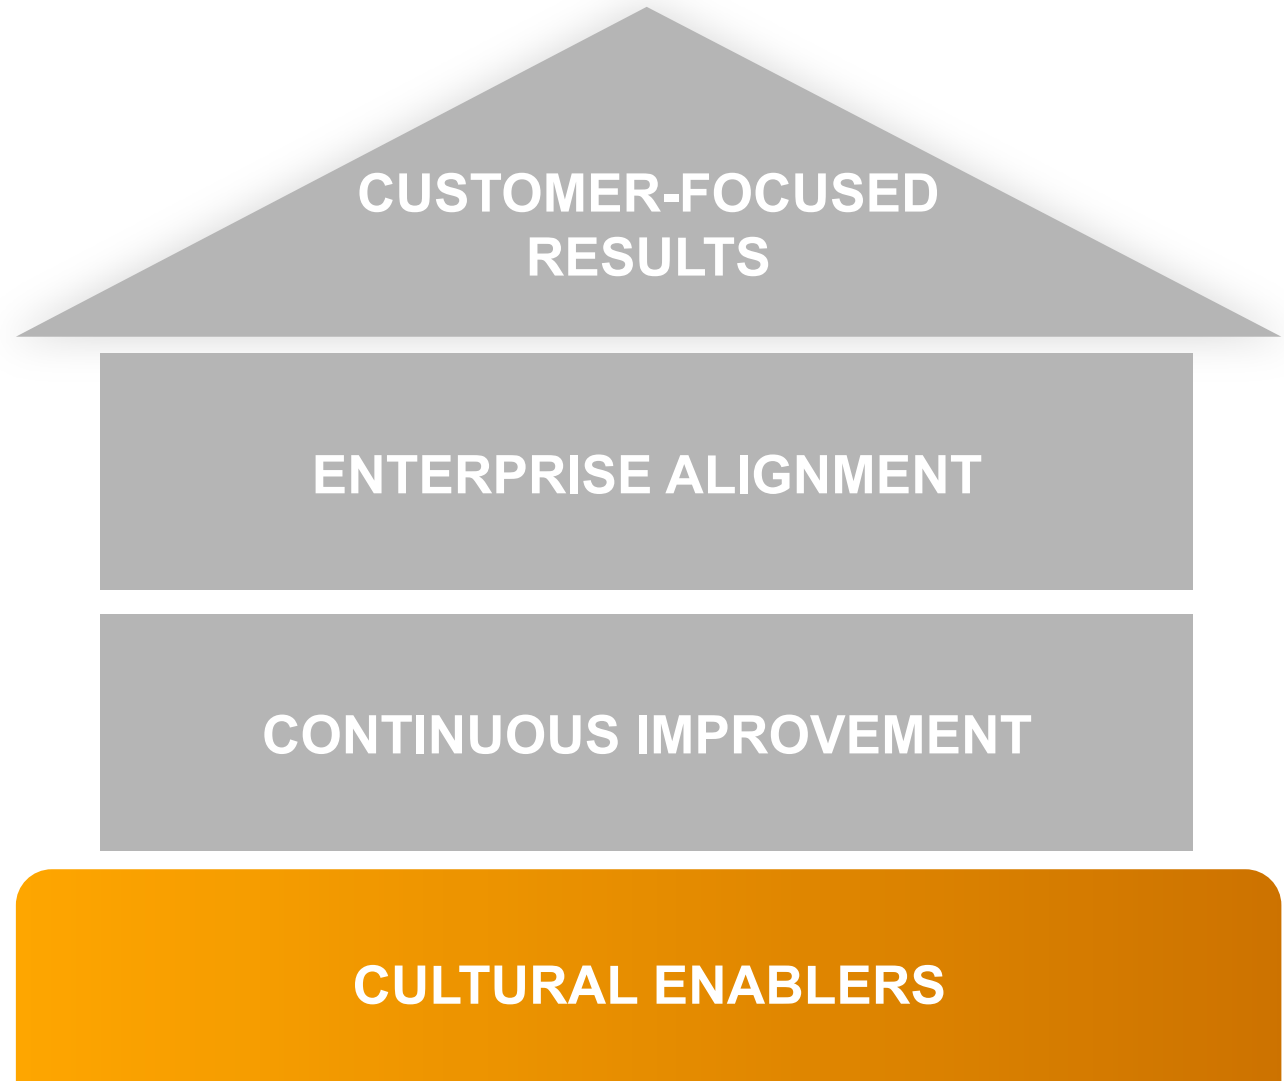 CUSTOMER-FOCUSED
RESULTS
ENTERPRISE ALIGNMENT
CONTINUOUS IMPROVEMENT
CULTURAL ENABLERS